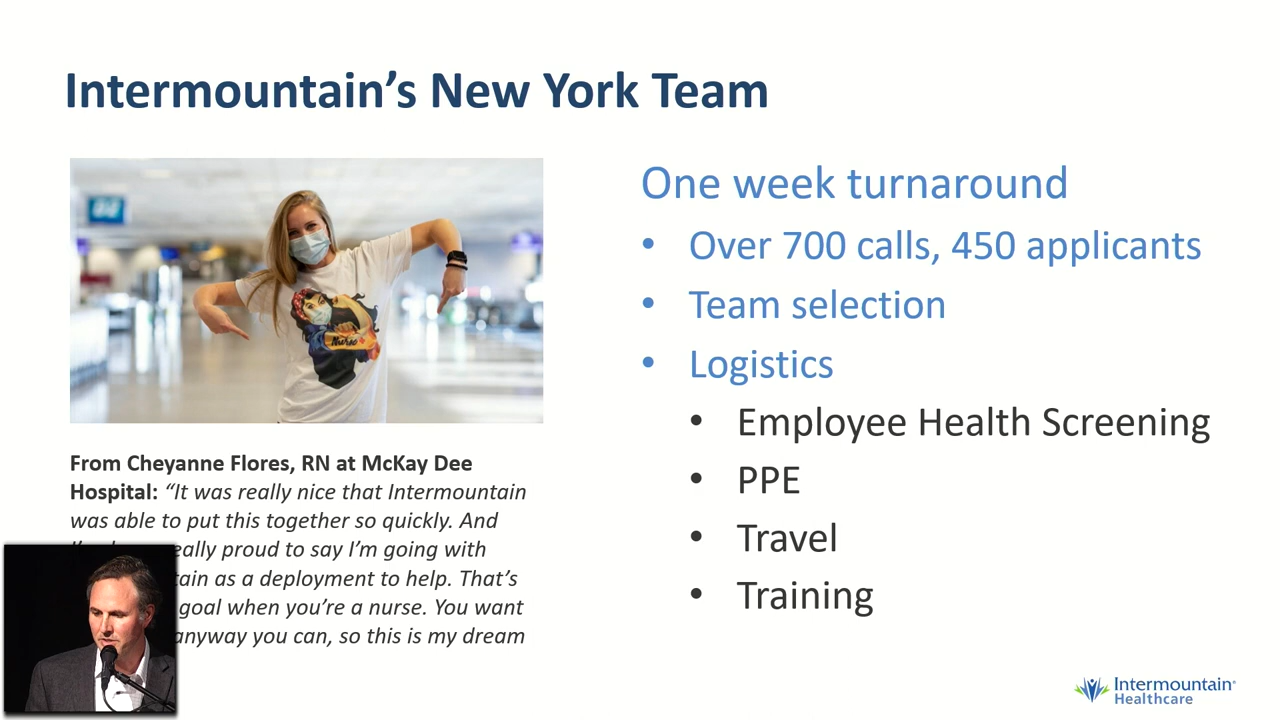 Intermountain’s New York Team
Nurse
From Cheyanne Flores, RN at McKay Dee
Hospital: “It was really nice that Intermountain
was able to put this together so quickly. And
really proud to say I’m going with
as a deployment to help. That’s
goal when you’re a nurse. You want
anyway you can, so this is my dream
One week turnaround
• Over 700 calls, 450 applicants
• Team selection
• Logistics
• Employee Health Screening
• PPE
• Travel
• Training
Intermountain®
Healthcare